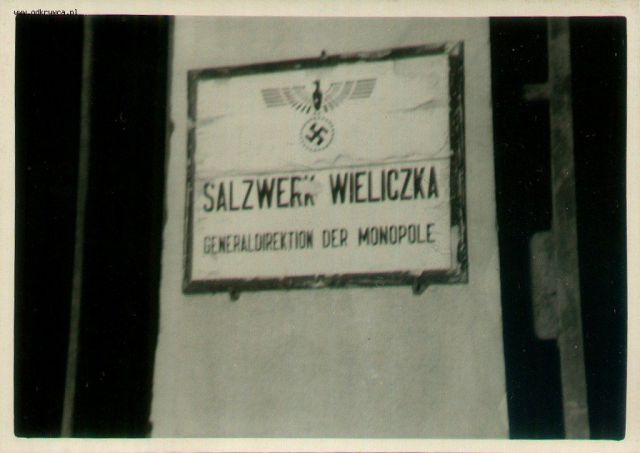 www.odkrywca.pl
SALZWERK WIELICZKA
GENERALDIREKTION DER MONOPOLE